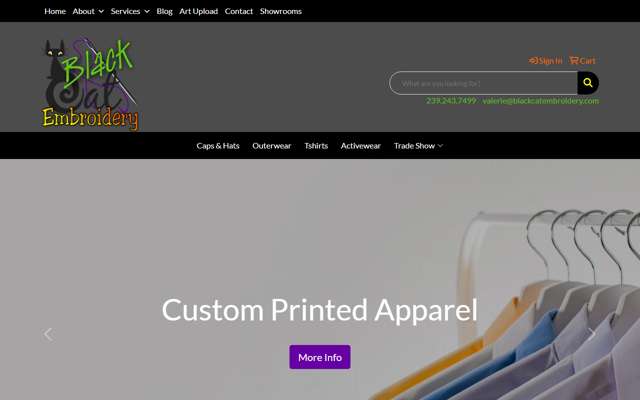 Home About Services Blog Art Upload Contact Showrooms
Black Cat Embroidery
Sign In Cart
What are you looking for?
239.243.7499 valerie@blackcatembroidery.com
Caps & Hats Outerwear Tshirts Activewear Trade Show
Custom Printed Apparel
More Info